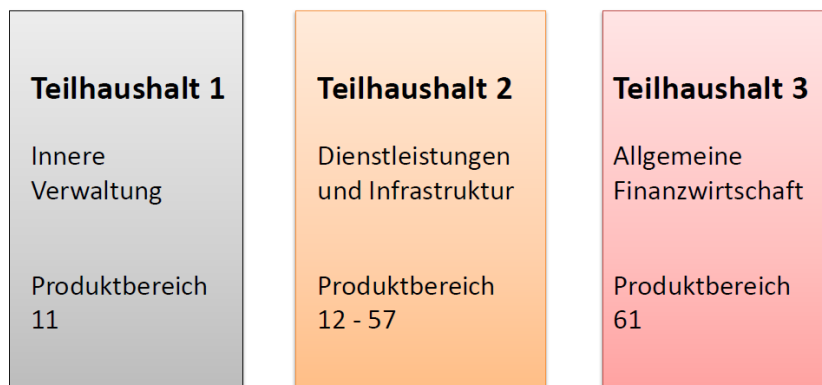 Teilhaushalt 1
Innere
Verwaltung
Produktbereich
11
Teilhaushalt 2
Dienstleistungen
und Infrastruktur
Produktbereich
12 - 57
Teilhaushalt 3
Allgemeine
Finanzwirtschaft
Produktbereich
61